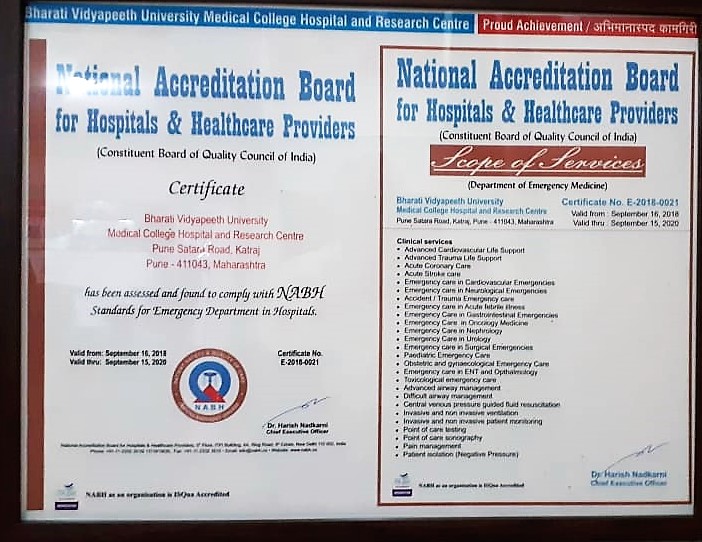 Bharati Vidyapeeth University Medical College Hospital and Research Centre
Proud Achievement / अभिमानास्पद कामगिरी
National Accreditation Board
for Hospitals & Healthcare Providers
(Constituent Board of Quality Council of India)
Certificate
Bharati Vidyapeeth University
Medical College Hospital and Research Centre
Pune Satara Road, Katraj
Pune - 411043, Maharashtra
has been assessed and found to comply with NABH
Standards for Emergency Department in Hospitals.
Valid from: September 16, 2018
Valid thru: September 15, 2020
Certificate No.
E-2018-0021
NABH
Dr. Harish Nadkarni
Chief Executive Officer
National Accreditation Board for Hospitals & Healthcare Providers,
NABH as an organisation is ISQua Accredited
National Accreditation Board
for Hospitals & Healthcare Providers
(Constituent Board of Quality Council of India)
Scope of Services
(Department of Emergency Medicine)
Bharati Vidyapeeth University
Medical College Hospital and Research Centre
Pune Satara Road, Katraj, Pune - 411043, Maharashtra
Certificate No. E-2018-0021
Valid from : September 16, 2018
Valid thru : September 15, 2020
Clinical services
• Advanced Cardiovascular Life Support
• Advanced Trauma Life Support
• Acute Coronary Care
• Acute Stroke care
• Emergency care in Cardiovascular Emergencies
• Emergency care in Neurological Emergencies
• Accident / Trauma Emergency care
• Emergency care in Acute febrile illness
• Emergency Care in Gastrointestinal Emergencies
• Emergency Care in Oncology Medicine
• Emergency Care in Nephrology
• Emergency Care in Urology
• Emergency care in Surgical Emergencies
• Paediatric Emergency Care
• Obstetric and gynaecological Emergency Care
• Emergency care in ENT and Opthalmology
• Toxicological emergency care
• Advanced airway management
• Difficult airway management
• Central venous pressure guided fluid resuscitation
• Invasive and non invasive ventilation
• Invasive and non invasive patient monitoring
• Point of care testing
• Point of care sonography
• Pain management
• Patient isolation (Negative Pressure)
Dr. Harish Nadkarni
Chief Executive Officer
NABH as an organisation is ISQua Accredited